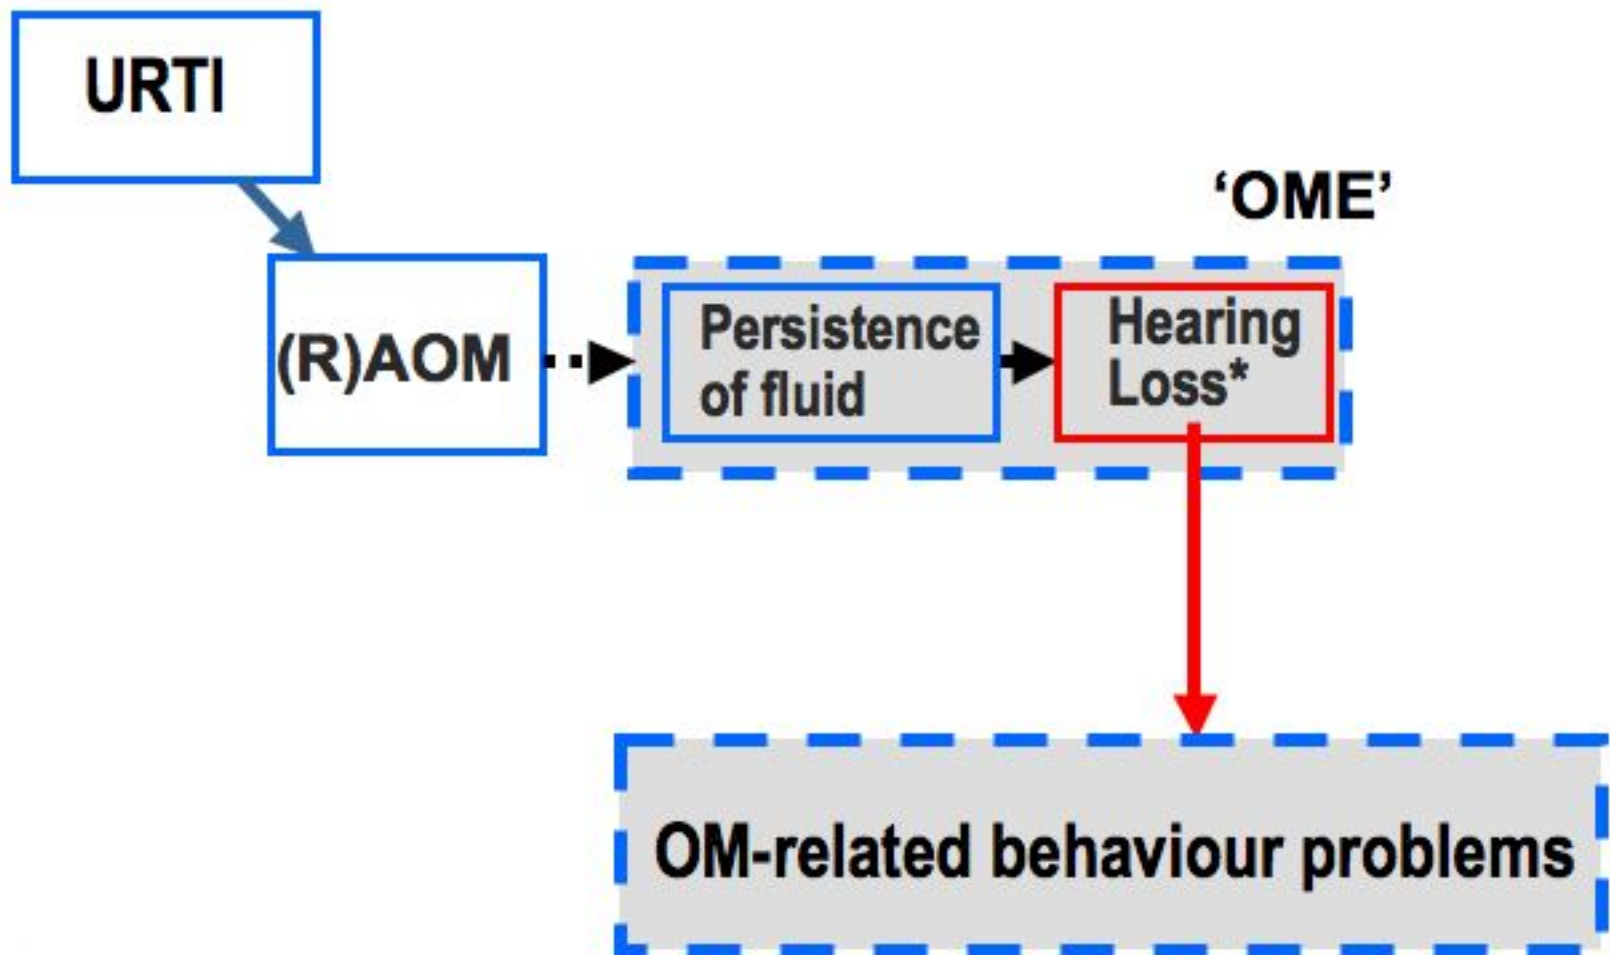 URTI
‘OME’
(R)AOM
Persistence
of fluid
Hearing
Loss*
OM-related behaviour problems